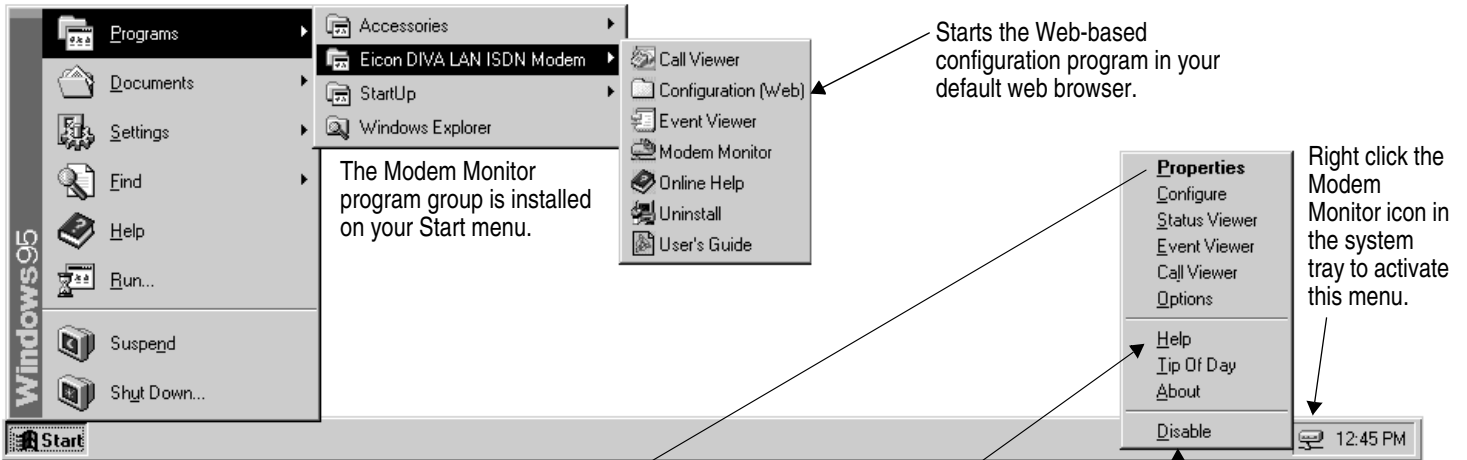 Programs
Documents
Settings
Find
Help
Run...
Suspend
Shut Down...
Windows95
Start
Accessories
Eicon DIVA LAN ISDN Modem
StartUp
Windows Explorer
The Modem Monitor
program group is installed
on your Start menu.
Call Viewer
Configuration (Web)
Event Viewer
Modem Monitor
Online Help
Uninstall
User's Guide
Starts the Web-based
configuration program in your
default web browser.
Properties
Configure
Status Viewer
Event Viewer
Call Viewer
Options
Help
Tip Of Day
About
Disable
Right click the
Modem
Monitor icon in
the system
tray to activate
this menu.
12:45 PM